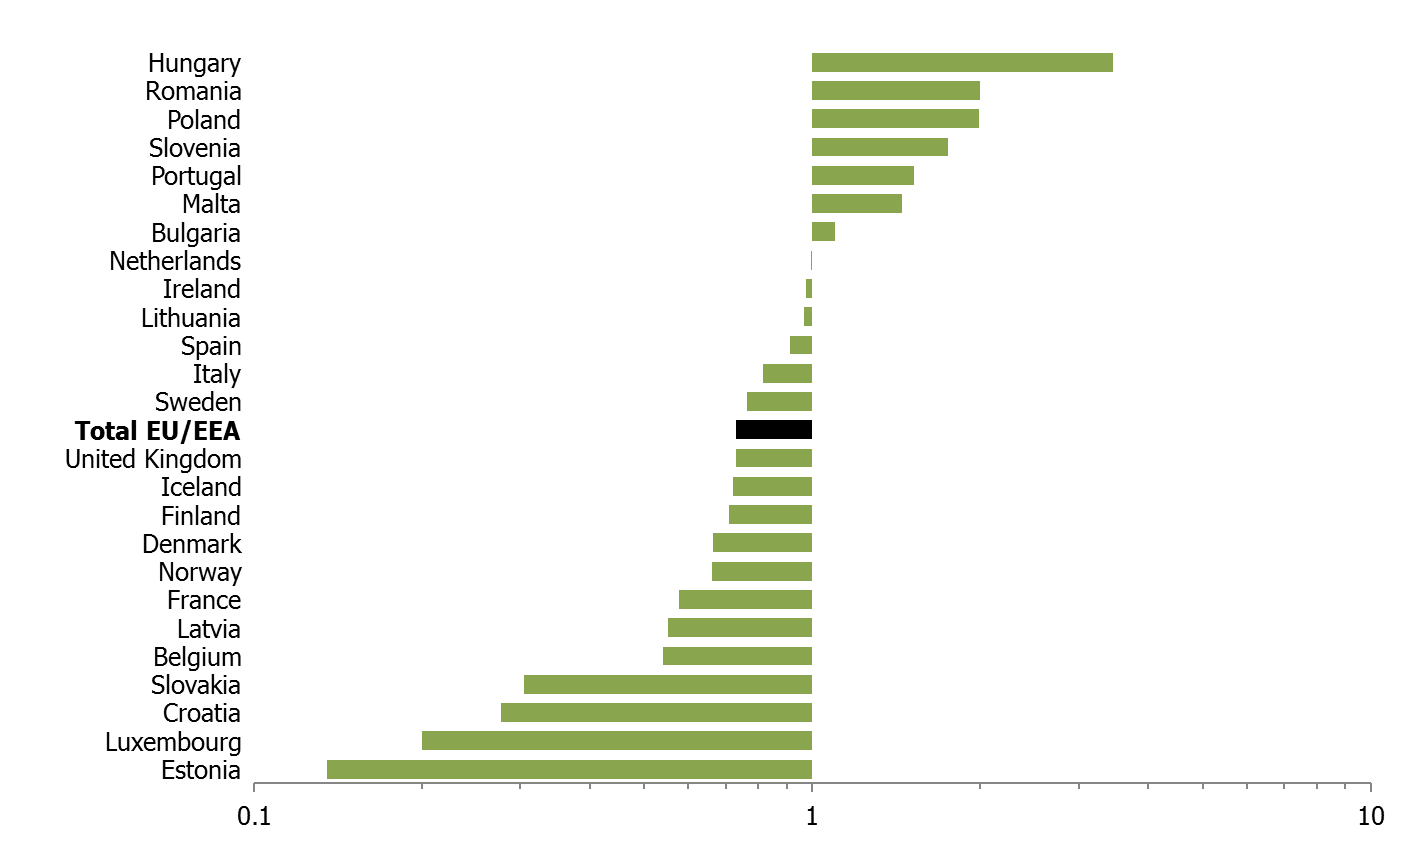 Hungary
Romania
Poland
Slovenia
Portugal
Malta
Bulgaria
Netherlands
Ireland
Lithuania
Spain
Italy
Sweden
Total EU/EEA
United Kingdom
Iceland
Finland
Denmark
Norway
France
Latvia
Belgium
Slovakia
Croatia
Luxembourg
Estonia
0.1 1 10